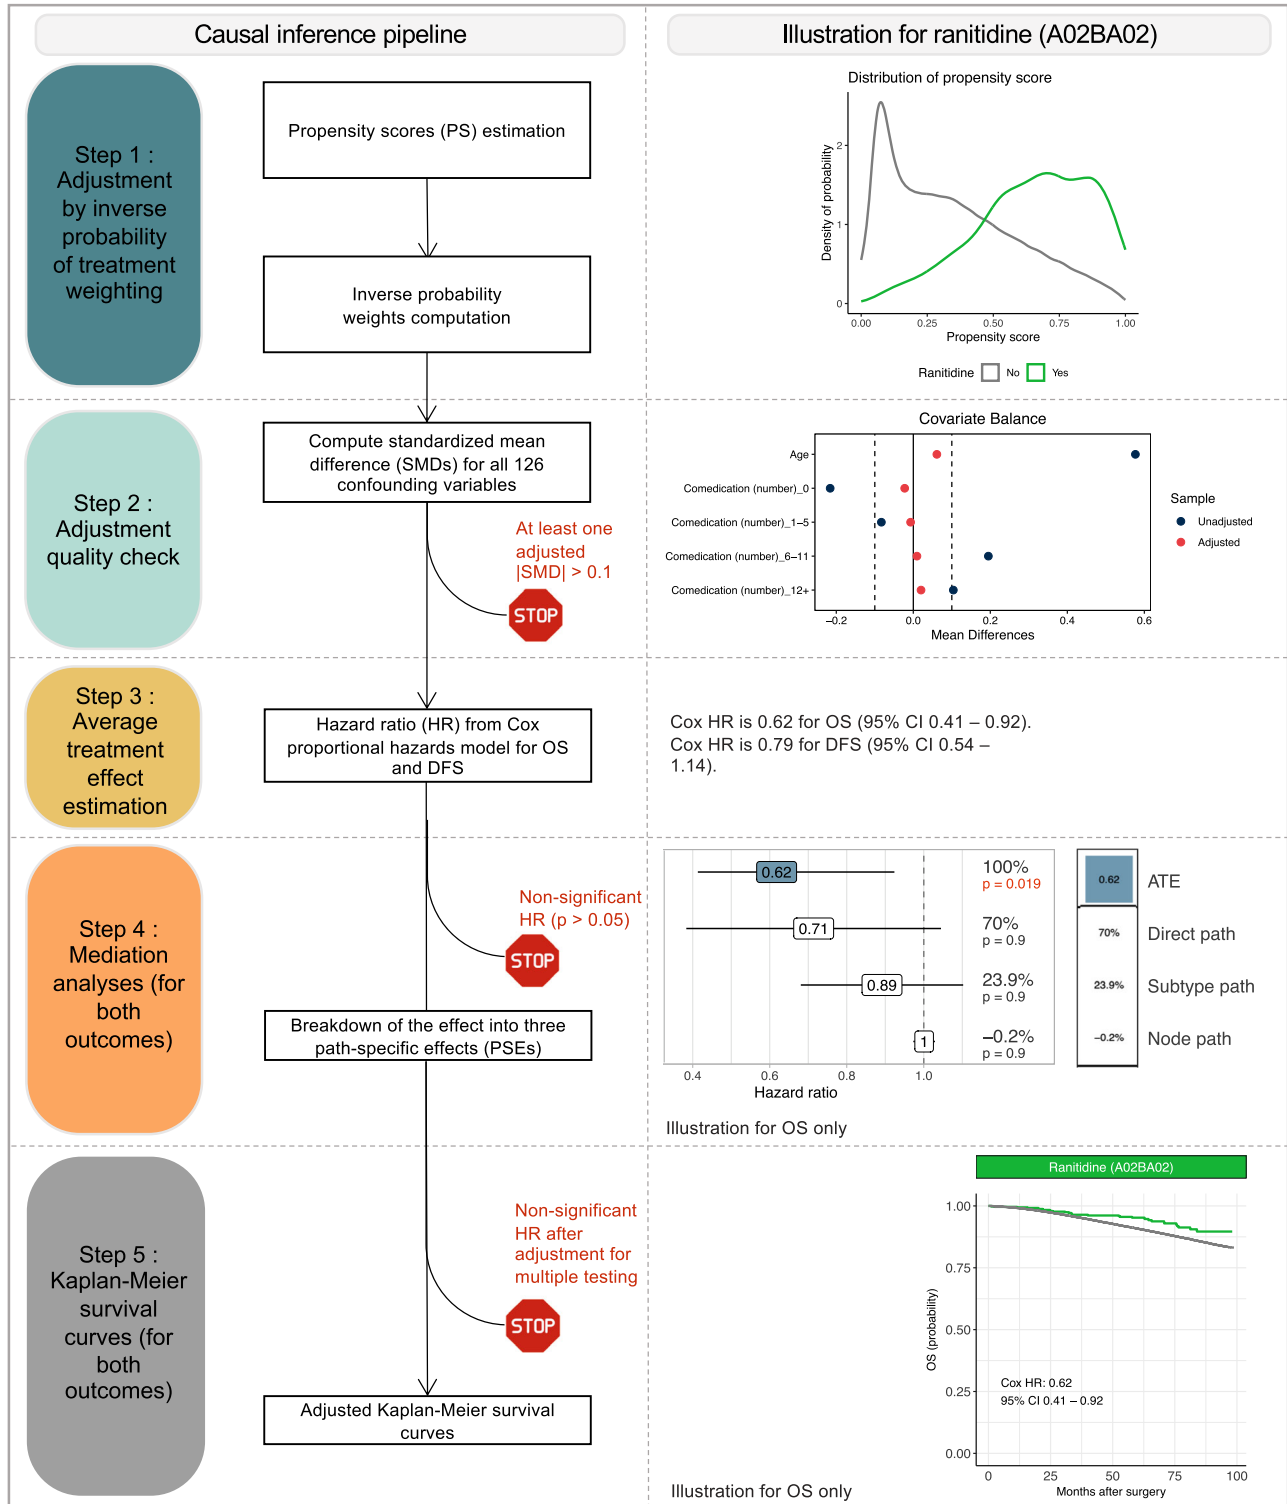 Causal inference pipeline
Illustration for ranitidine (A02BA02)
Step 1 :
Adjustment
by inverse
probability
of treatment
weighting
Propensity scores (PS) estimation
Inverse probability
weights computation
Distribution of propensity score
Density of probability
2
1
0
0.00
0.25
0.50
0.75
1.00
Propensity score
Ranitidine
No
Yes
Step 2 :
Adjustment
quality check
Compute standardized mean
difference (SMDs) for all 126
confounding variables
At least one
adjusted
|SMD| > 0.1
STOP
Covariate Balance
Age
Comedication (number)_0
Comedication (number)_1–5
Comedication (number)_6–11
Comedication (number)_12+
−0.2
0.0
0.2
0.4
0.6
Mean Differences
Sample
Unadjusted
Adjusted
Step 3 :
Average
treatment
effect
estimation
Hazard ratio (HR) from Cox
proportional hazards model for OS
and DFS
Cox HR is 0.62 for OS (95% CI 0.41 – 0.92).
Cox HR is 0.79 for DFS (95% CI 0.54 –
1.14).
Step 4 :
Mediation
analyses (for
both
outcomes)
Non-significant
HR (p > 0.05)
STOP
Breakdown of the effect into three
path-specific effects (PSEs)
0.62
100%
p = 0.019
0.71
70%
p = 0.9
0.89
23.9%
p = 0.9
1
−0.2%
p = 0.9
0.4
0.6
0.8
1.0
Hazard ratio
0.62
ATE
70%
Direct path
23.9%
Subtype path
−0.2%
Node path
Illustration for OS only
Step 5 :
Kaplan-Meier
survival
curves (for
both
outcomes)
Non-significant
HR after
adjustment for
multiple testing
STOP
Adjusted Kaplan-Meier survival
curves
Ranitidine (A02BA02)
OS (probability)
1.00
0.75
0.50
0.25
0.00
Cox HR: 0.62
95% CI 0.41 – 0.92
0
25
50
75
100
Months after surgery
Illustration for OS only